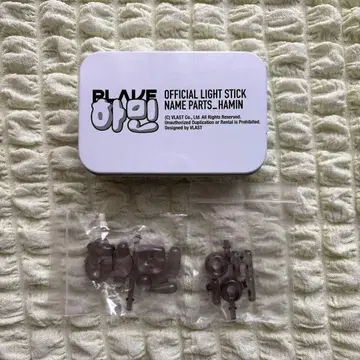 PLAVE
하민
OFFICIAL LIGHT STICK
NAME PARTS_HAMIN
(C) VLAST Co., Ltd. All Rights Reserved.
Unauthorized Duplication or Rental is Prohibited.
Designed by VLAST